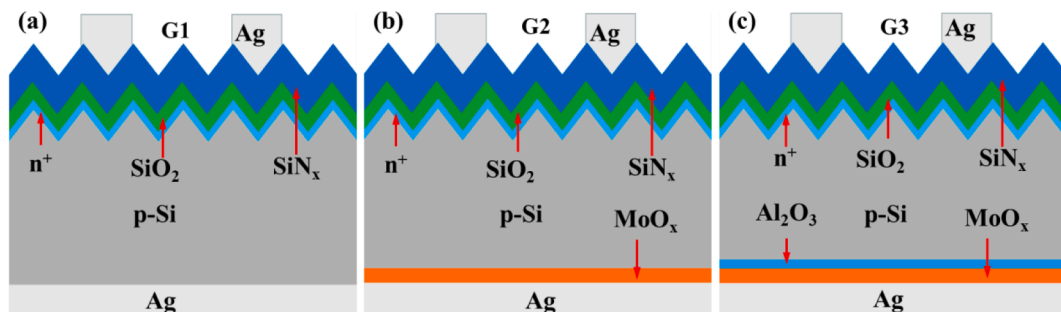 (a) G1 Ag
n⁺ SiO₂ SiNₓ
p-Si
Ag
(b) G2 Ag
n⁺ SiO₂ SiNₓ
p-Si MoOₓ
Ag
(c) G3 Ag
n⁺ SiO₂ SiNₓ
Al₂O₃ p-Si MoOₓ
Ag